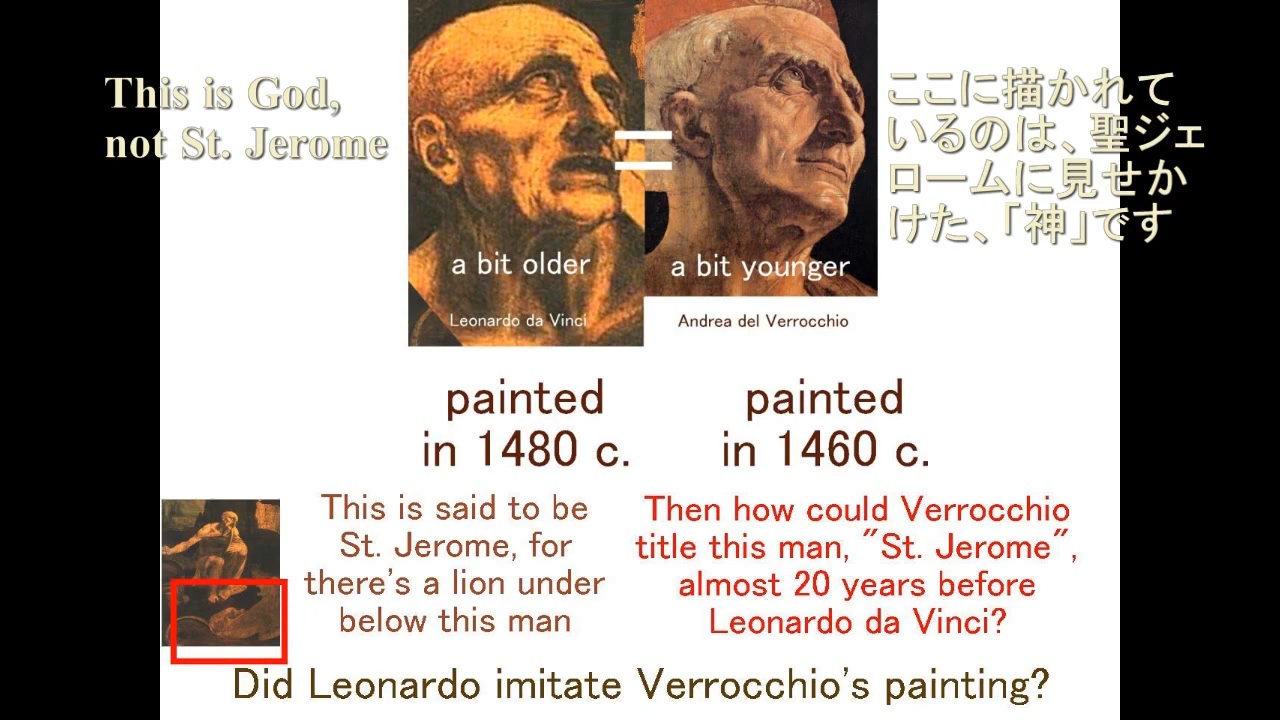 This is God,
not St. Jerome
ここに描かれて
いるのは、聖ジェ
ロームに見せか
けた、「神」です
a bit older
a bit younger
Leonardo da Vinci
Andrea del Verrocchio
painted
in 1480 c.
painted
in 1460 c.
This is said to be
St. Jerome, for
there's a lion under
below this man
Then how could Verrocchio
title this man, "St. Jerome",
almost 20 years before
Leonardo da Vinci?
Did Leonardo imitate Verrocchio's painting?